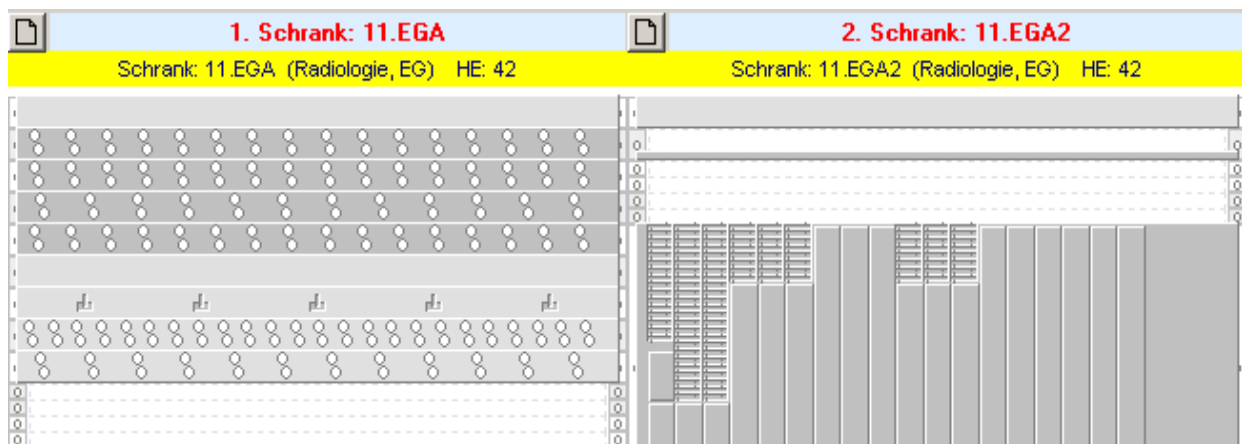 1. Schrank: 11.EGA
Schrank: 11.EGA (Radiologie, EG) HE: 42
2. Schrank: 11.EGA2
Schrank: 11.EGA2 (Radiologie, EG) HE: 42